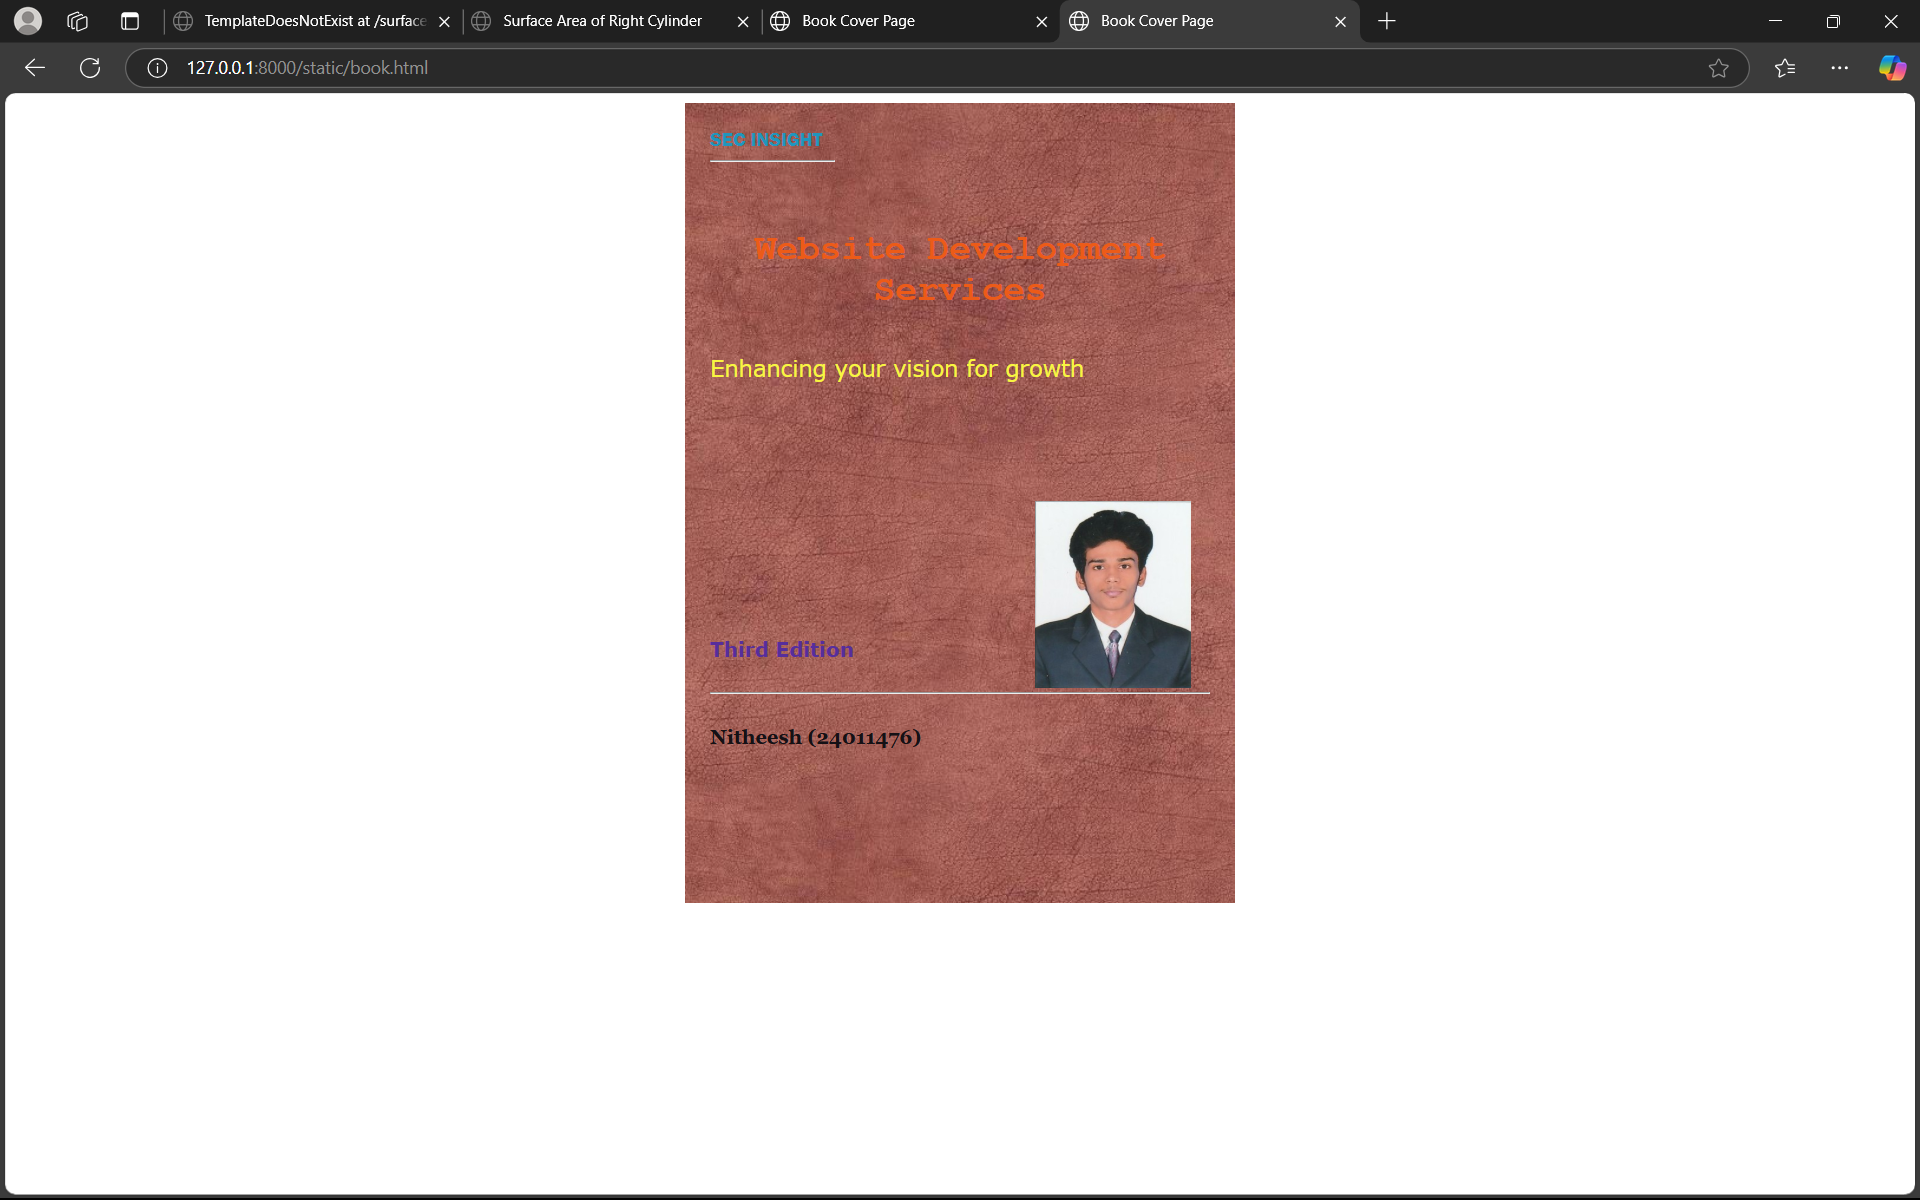 TemplateDoesNotExist at /surface
Surface Area of Right Cylinder
Book Cover Page
Book Cover Page
127.0.0.1:8000/static/book.html
SEC INSIGHT
Website Development
Services
Enhancing your vision for growth
Third Edition
Nitheesh (24011476)